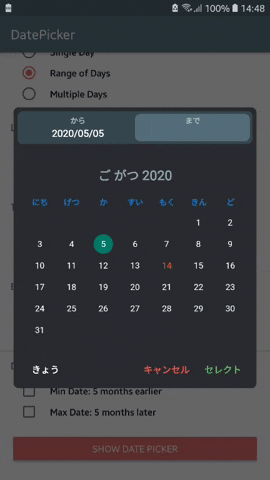 100% 14:48
DatePicker
Single Day
Range of Days
Multiple Days
から まで
2020/05/05
ご がつ 2020
にち げつ か すい もく きん ど
1 2
3 4 5 6 7 8 9
10 11 12 13 14 15 16
17 18 19 20 21 22 23
24 25 26 27 28 29 30
31
きょう キャンセル セレクト
Min Date: 5 months earlier
Max Date: 5 months later
SHOW DATE PICKER